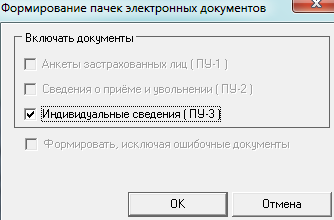 Формирование пачек электронных документов
Включать документы
Анкеты застрахованных лиц ( ПУ-1 )
Сведения о приёме и увольнении ( ПУ-2 )
Индивидуальные сведения ( ПУ-3 )
Формировать, исключая ошибочные документы
OK
Отмена